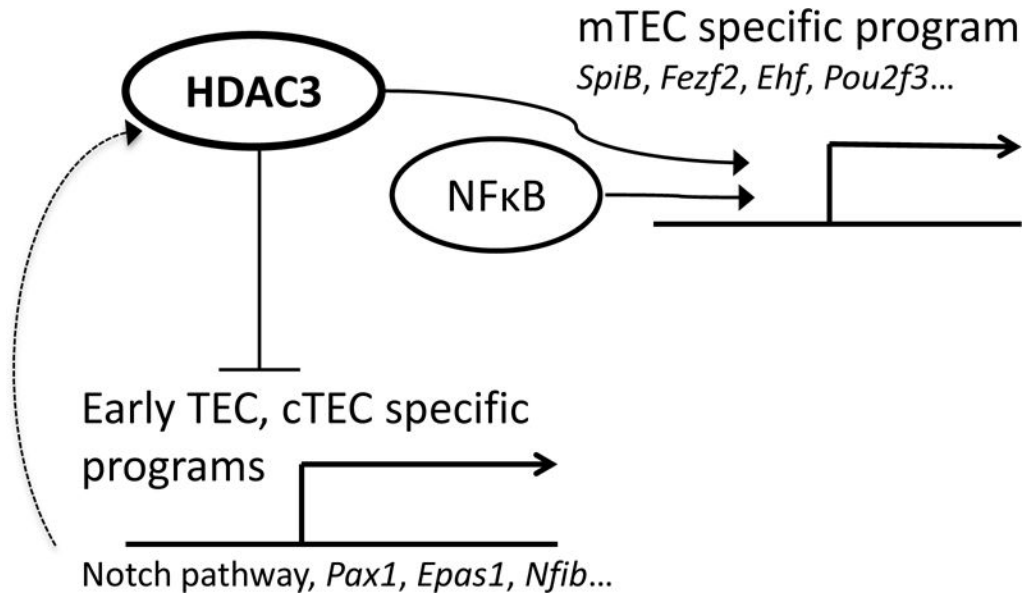 mTEC specific program
SpiB, Fezf2, Ehf, Pou2f3...
HDAC3
NFκB
Early TEC, cTEC specific
programs
Notch pathway, Pax1, Epas1, Nfib...